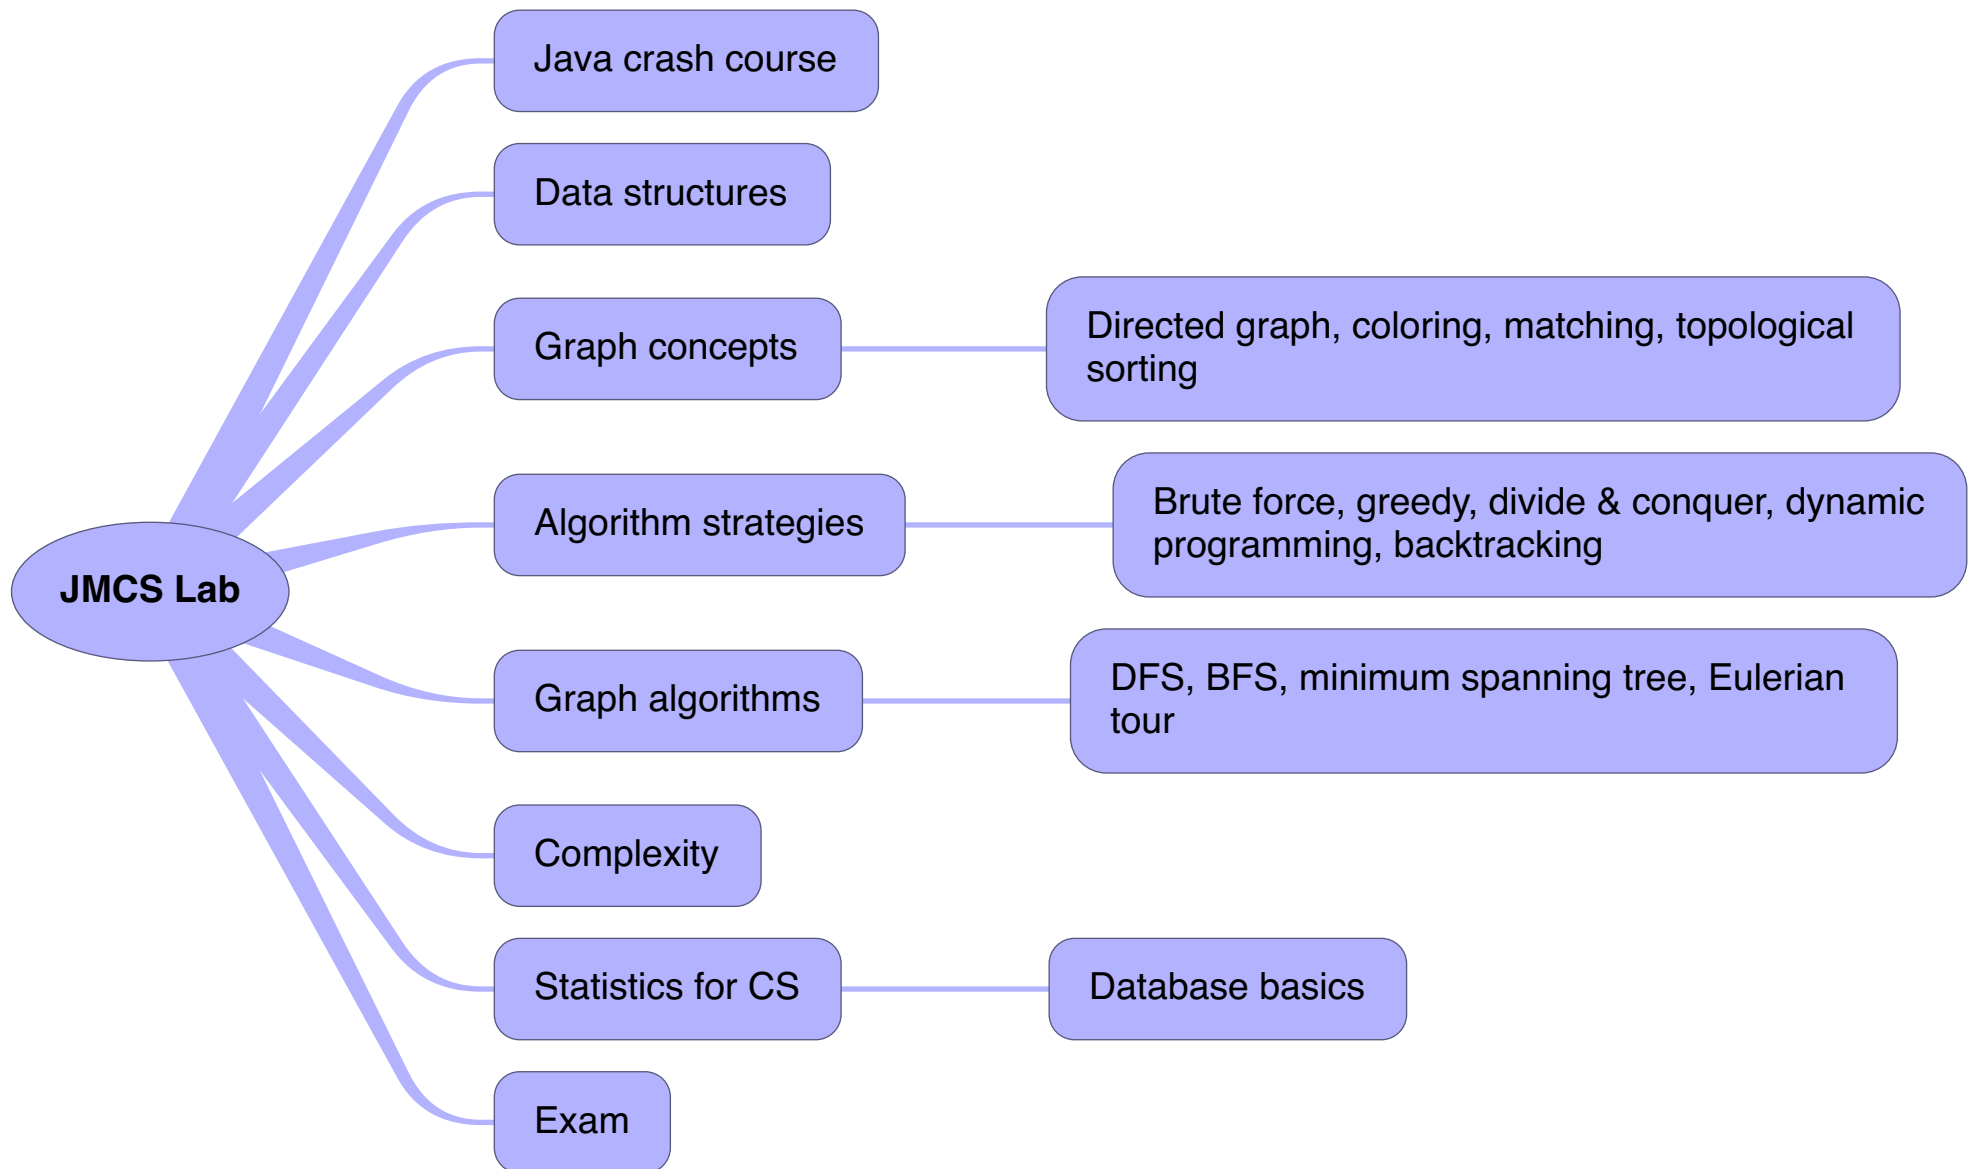 Java crash course
Data structures
Graph concepts
Directed graph, coloring, matching, topological
sorting
Algorithm strategies
Brute force, greedy, divide & conquer, dynamic
programming, backtracking
JMCS Lab
Graph algorithms
DFS, BFS, minimum spanning tree, Eulerian
tour
Complexity
Statistics for CS
Database basics
Exam